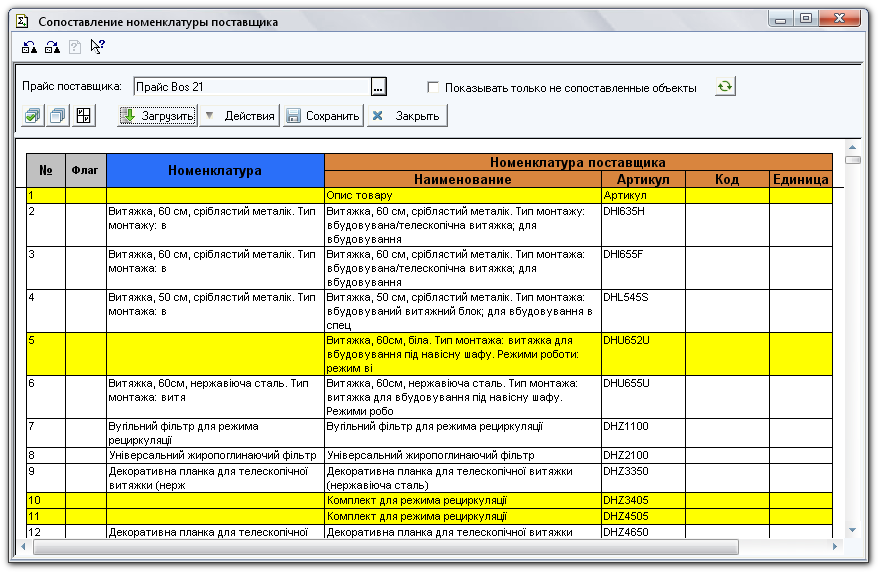 Сопоставление номенклатуры поставщика
Прайс поставщика: Прайс Bos 21 ... Показывать только не сопоставленные объекты
Загрузить Действия Сохранить Закрыть
№ Флаг Номенклатура Номенклатура поставщика
Наименование Артикул Код Единица
1 Опис товару Артикул
2 Витяжка, 60 см, сріблястий металік. Тип Витяжка, 60 см, сріблястий металік. Тип монтажу: DHI635H
монтажу: в вбудовувана/телескопічна витяжка; для
вбудовування
3 Витяжка, 60 см, сріблястий металік. Тип Витяжка, 60 см, сріблястий металік. Тип монтажа: DHI655F
монтажа: в вбудовувана/телескопічна витяжка; для
вбудовування
4 Витяжка, 50 см, сріблястий металік. Тип Витяжка, 50 см, сріблястий металік. Тип монтажа: DHL545S
монтажа: в вбудовуваний витяжний блок; для вбудовування в
спец
5 Витяжка, 60см, біла. Тип монтажа: витяжка для DHU652U
вбудовування під навісну шафу. Режими роботи:
режим ві
6 Витяжка, 60см, нержавіюча сталь. Тип Витяжка, 60см, нержавіюча сталь. Тип монтажа: DHU655U
монтажа: витя витяжка для вбудовування під навісну шафу.
Режими робо
7 Вугільний фільтр для режима Вугільний фільтр для режима рециркуляції DHZ1100
рециркуляції
8 Універсальний жиропоглинаючий фільтр Універсальний жиропоглинаючий фільтр DHZ2100
9 Декоративна планка для телескопічної Декоративна планка для телескопічної витяжки DHZ3350
витяжки (нерж (нержавіюча сталь)
10 Комплект для режима рециркуляції DHZ3405
11 Комплект для режима рециркуляції DHZ4505
12 Декоративна планка для телескопічної Декоративна планка для телескопічної витяжки DHZ4650